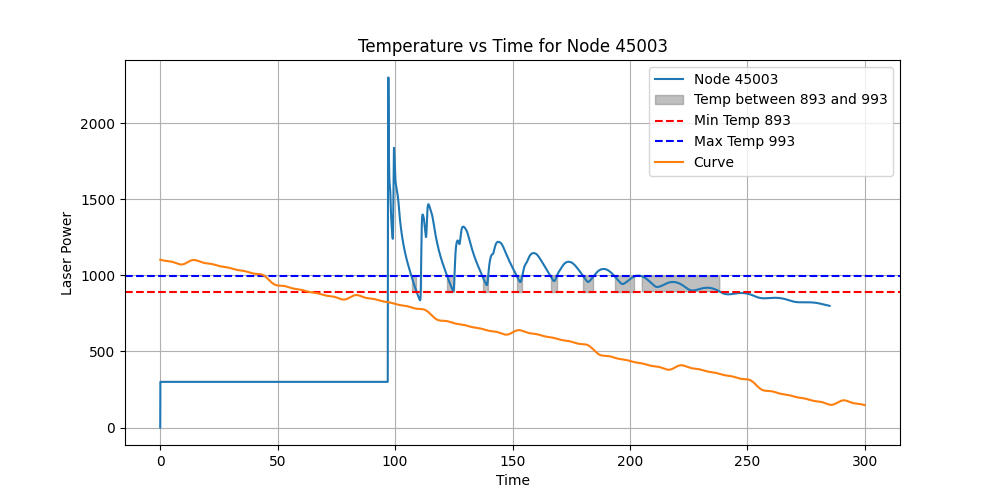 Temperature vs Time for Node 45003
Node 45003
Temp between 893 and 993
Min Temp 893
Max Temp 993
Curve
Laser Power
2000
1500
1000
500
0
0 50 100 150 200 250 300
Time